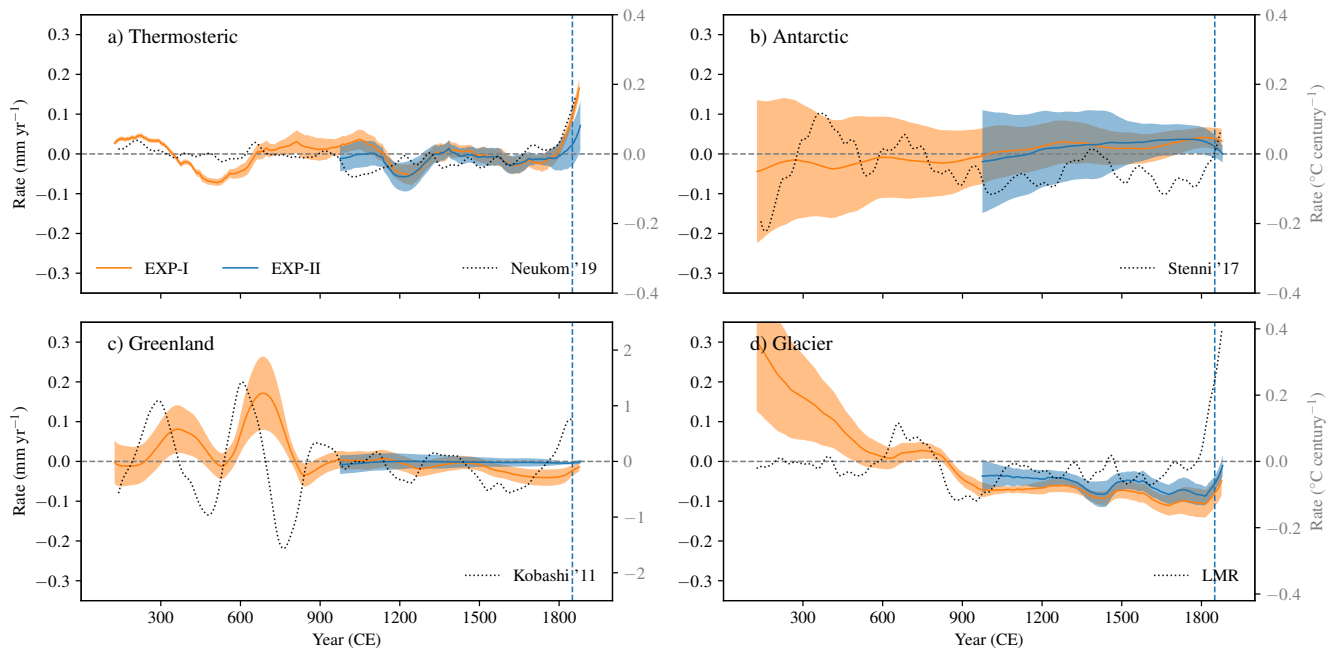 a) Thermosteric
0.3
0.2
0.1
0.0
−0.1
−0.2
−0.3
Rate (mm yr⁻¹)
0.4
0.2
0.0
−0.2
−0.4
EXP-I
EXP-II
Neukom '19
b) Antarctic
0.3
0.2
0.1
0.0
−0.1
−0.2
−0.3
0.4
0.2
0.0
−0.2
−0.4
Rate (°C century⁻¹)
Stenni '17
c) Greenland
0.3
0.2
0.1
0.0
−0.1
−0.2
−0.3
Rate (mm yr⁻¹)
2
1
0
−1
−2
Kobashi '11
300 600 900 1200 1500 1800
Year (CE)
d) Glacier
0.3
0.2
0.1
0.0
−0.1
−0.2
−0.3
0.4
0.2
0.0
−0.2
−0.4
Rate (°C century⁻¹)
LMR
300 600 900 1200 1500 1800
Year (CE)